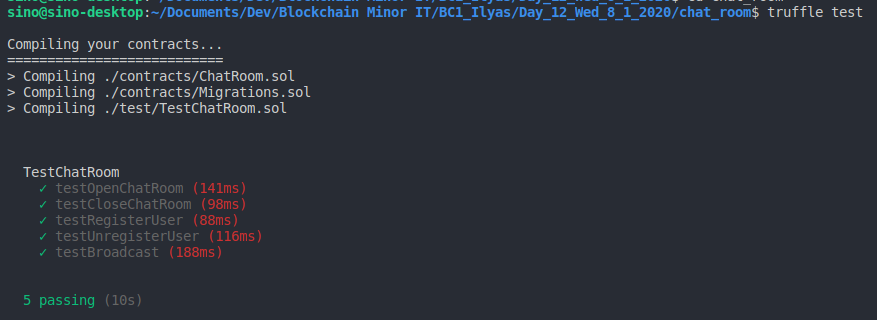 sino@sino-desktop:~/Documents/Dev/Blockchain Minor IT/BC1_Ilyas/Day_12_Wed_8_1_2020/chat_room$ truffle test
Compiling your contracts...
===========================
> Compiling ./contracts/ChatRoom.sol
> Compiling ./contracts/Migrations.sol
> Compiling ./test/TestChatRoom.sol
TestChatRoom
✓ testOpenChatRoom (141ms)
✓ testCloseChatRoom (98ms)
✓ testRegisterUser (88ms)
✓ testUnregisterUser (116ms)
✓ testBroadcast (188ms)
5 passing (10s)